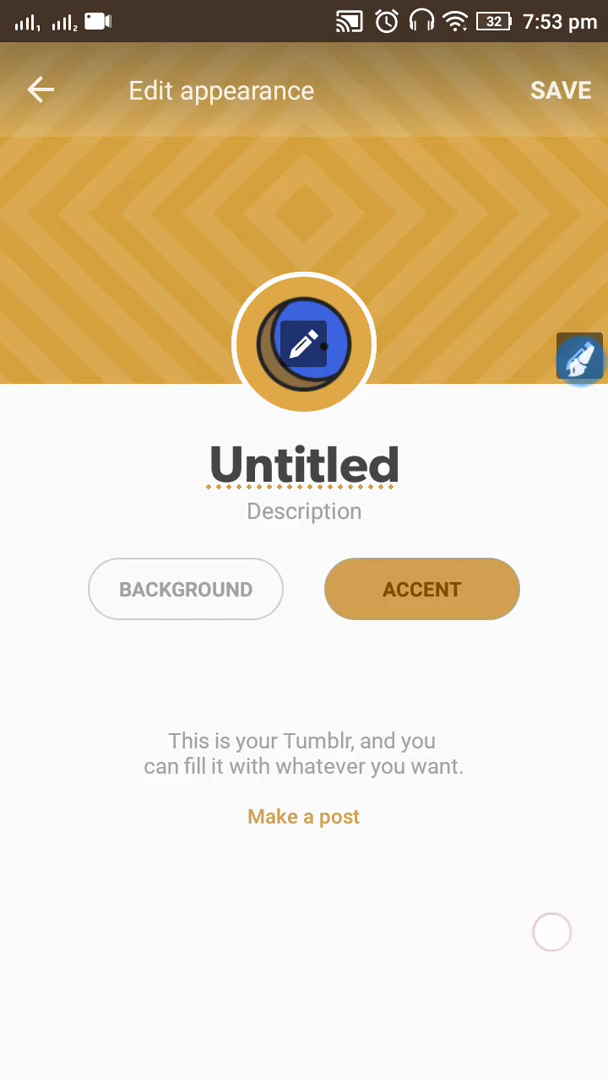 32 7:53 pm
Edit appearance SAVE
Untitled
Description
BACKGROUND ACCENT
This is your Tumblr, and you
can fill it with whatever you want.
Make a post